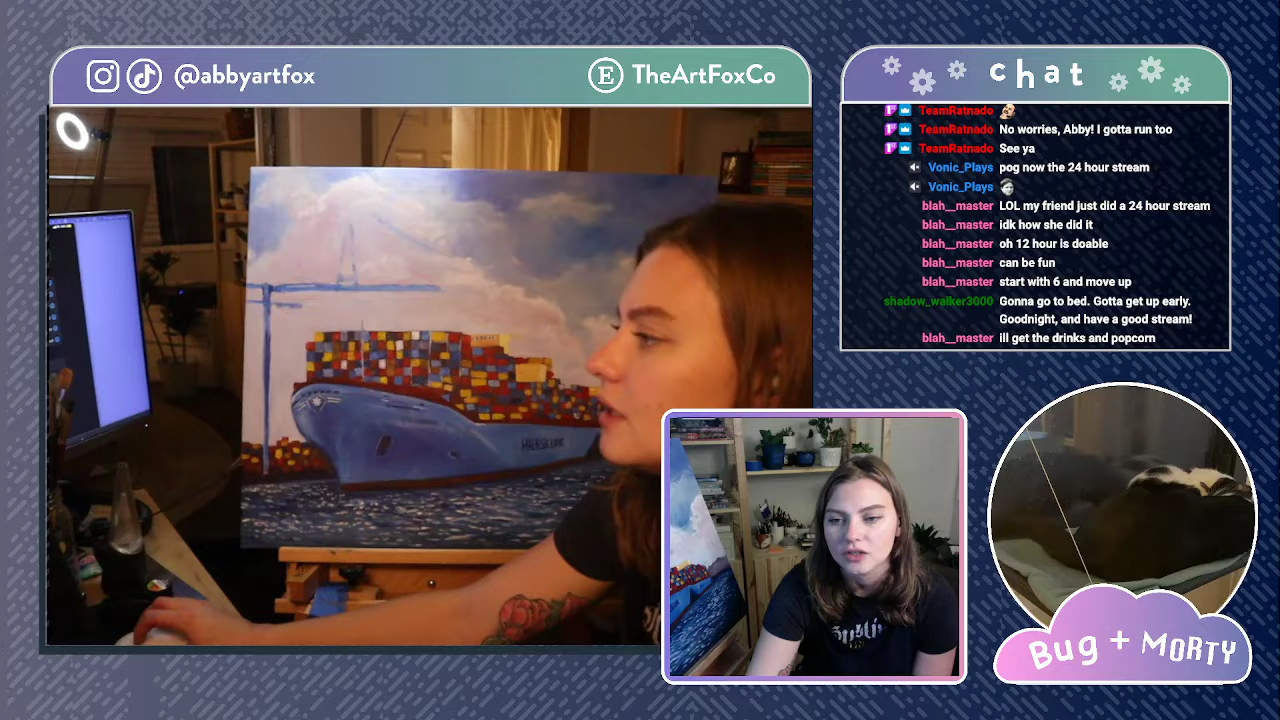 @abbyartfox
TheArtFoxCo
chat
TeamRatnado
TeamRatnado No worries, Abby! I gotta run too
TeamRatnado See ya
Vonic_Plays pog now the 24 hour stream
Vonic_Plays
blah__master LOL my friend just did a 24 hour stream
blah__master idk how she did it
blah__master oh 12 hour is doable
blah__master can be fun
blah__master start with 6 and move up
shadow_walker3000 Gonna go to bed. Gotta get up early.
Goodnight, and have a good stream!
blah__master ill get the drinks and popcorn
MAERSK LINE
Bug + MORTY